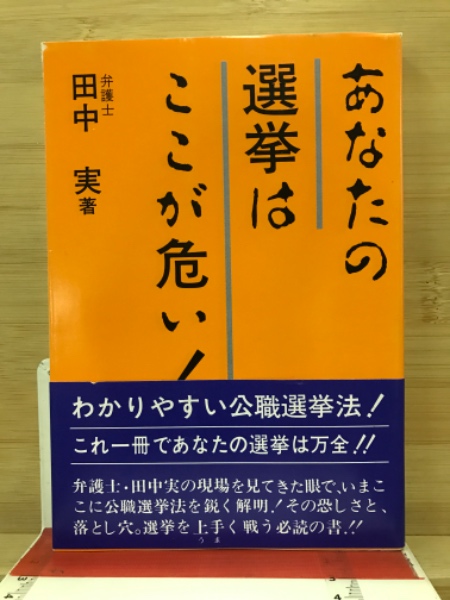 あなたの
選挙は
ここが危い!
弁護士
田中 実著
わかりやすい公職選挙法!
これ一冊であなたの選挙は万全!!
弁護士・田中実の現場を見てきた眼で、いまこ
こに公職選挙法を鋭く解明!その恐しさと、
落とし穴。選挙を上手く戦う必読の書!!
うま